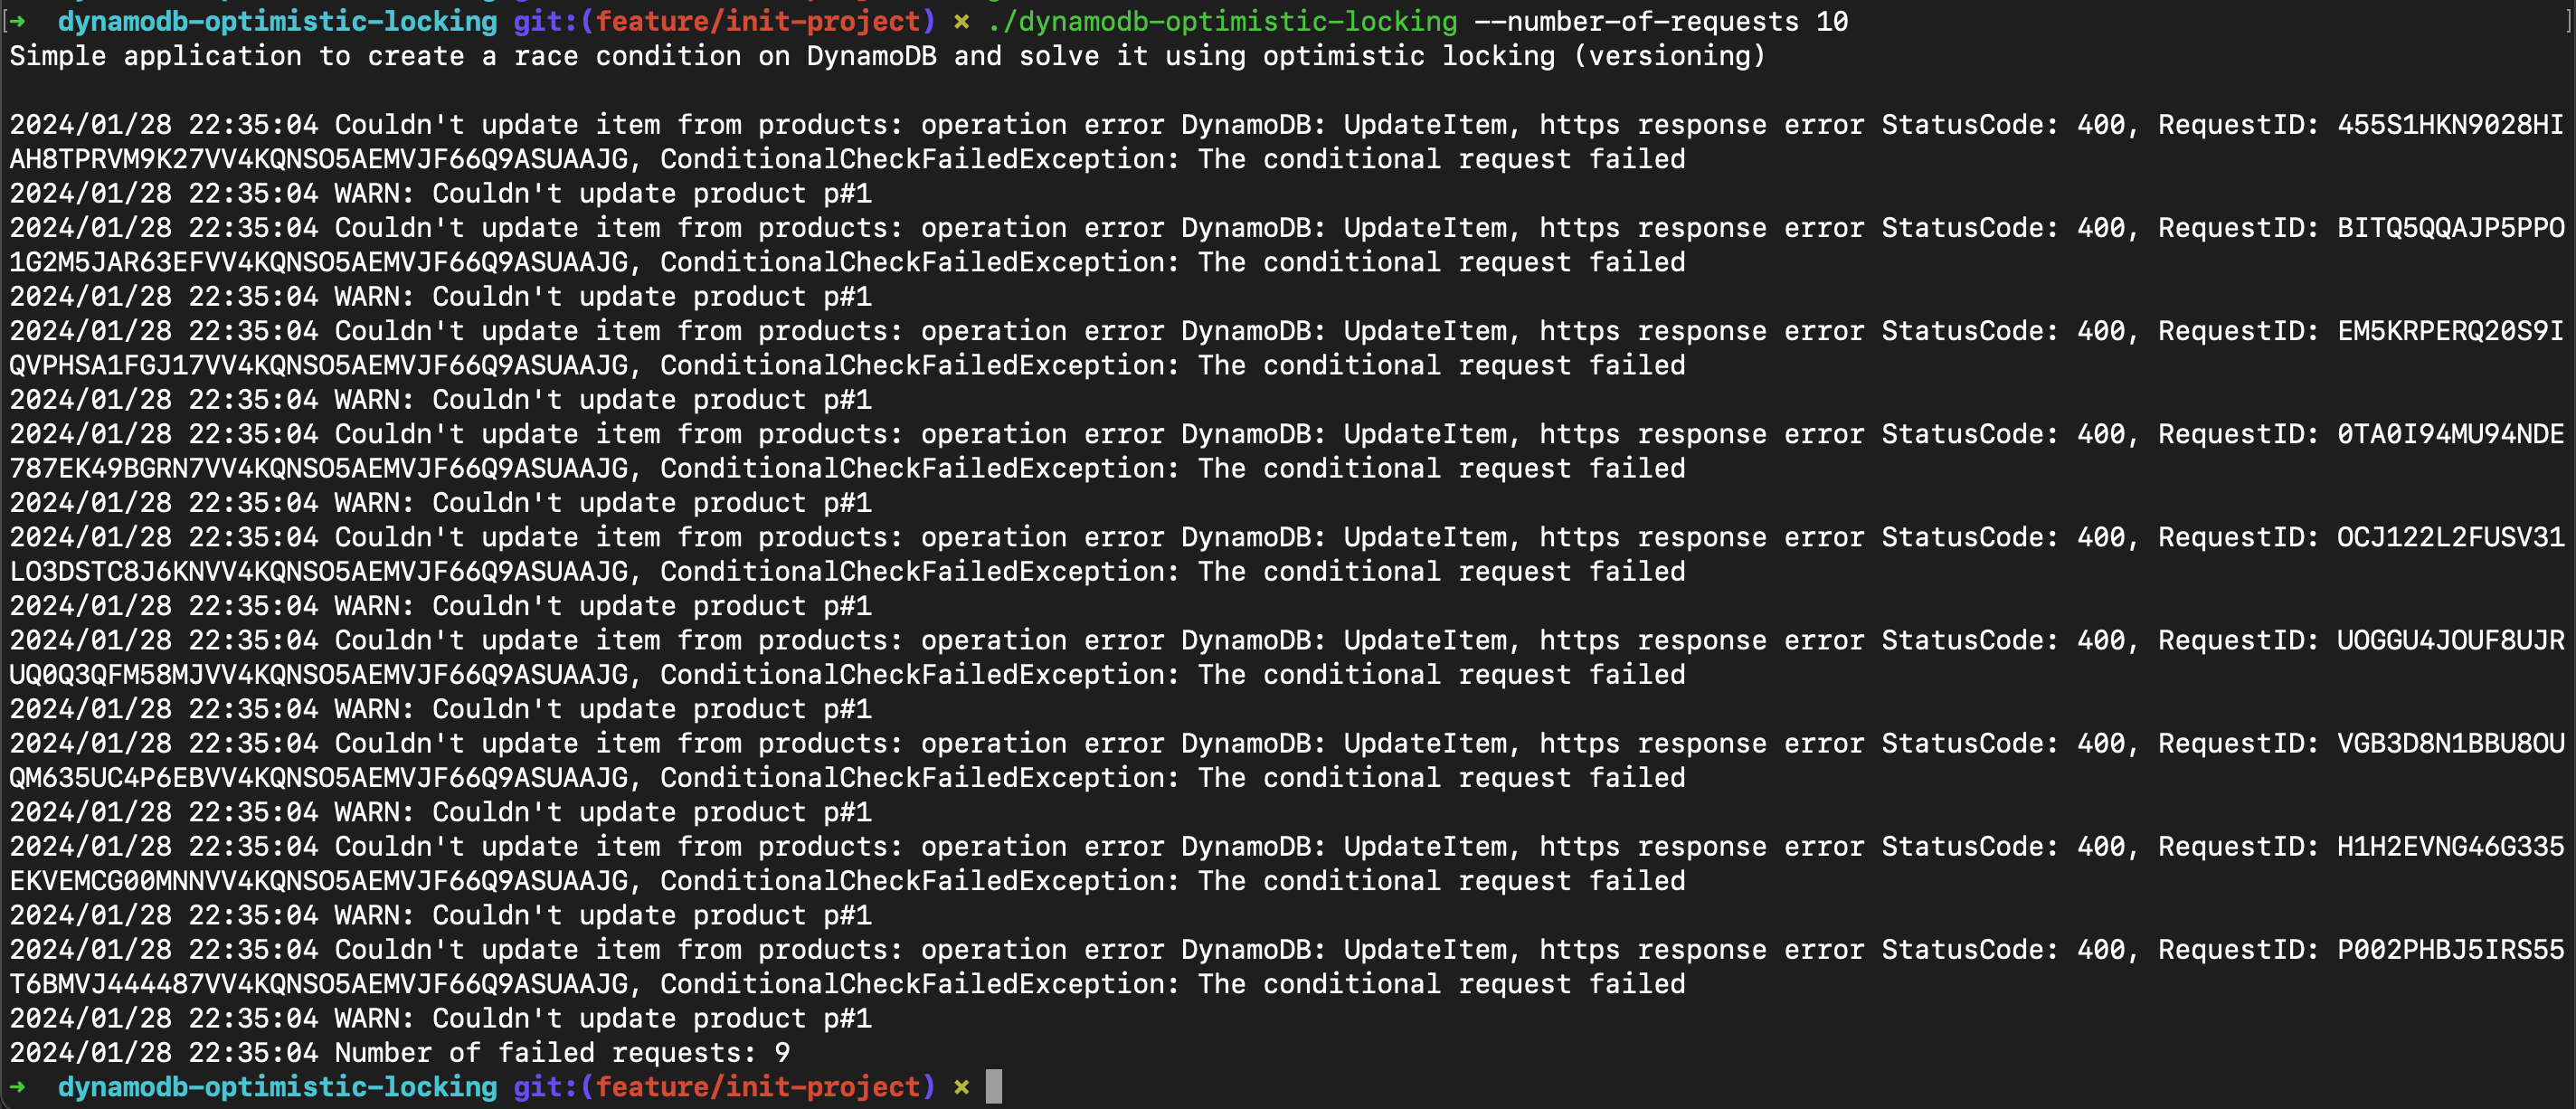 [➜  dynamodb-optimistic-locking git:(feature/init-project) ✗ ./dynamodb-optimistic-locking --number-of-requests 10 ]
Simple application to create a race condition on DynamoDB and solve it using optimistic locking (versioning)
2024/01/28 22:35:04 Couldn't update item from products: operation error DynamoDB: UpdateItem, https response error StatusCode: 400, RequestID: 455S1HKN9028HI
AH8TPRVM9K27VV4KQNSO5AEMVJF66Q9ASUAAJG, ConditionalCheckFailedException: The conditional request failed
2024/01/28 22:35:04 WARN: Couldn't update product p#1
2024/01/28 22:35:04 Couldn't update item from products: operation error DynamoDB: UpdateItem, https response error StatusCode: 400, RequestID: BITQ5QQAJP5PPO
1G2M5JAR63EFVV4KQNSO5AEMVJF66Q9ASUAAJG, ConditionalCheckFailedException: The conditional request failed
2024/01/28 22:35:04 WARN: Couldn't update product p#1
2024/01/28 22:35:04 Couldn't update item from products: operation error DynamoDB: UpdateItem, https response error StatusCode: 400, RequestID: EM5KRPERQ20S9I
QVPHSA1FGJ17VV4KQNSO5AEMVJF66Q9ASUAAJG, ConditionalCheckFailedException: The conditional request failed
2024/01/28 22:35:04 WARN: Couldn't update product p#1
2024/01/28 22:35:04 Couldn't update item from products: operation error DynamoDB: UpdateItem, https response error StatusCode: 400, RequestID: 0TA0I94MU94NDE
787EK49BGRN7VV4KQNSO5AEMVJF66Q9ASUAAJG, ConditionalCheckFailedException: The conditional request failed
2024/01/28 22:35:04 WARN: Couldn't update product p#1
2024/01/28 22:35:04 Couldn't update item from products: operation error DynamoDB: UpdateItem, https response error StatusCode: 400, RequestID: OCJ122L2FUSV31
LO3DSTC8J6KNVV4KQNSO5AEMVJF66Q9ASUAAJG, ConditionalCheckFailedException: The conditional request failed
2024/01/28 22:35:04 WARN: Couldn't update product p#1
2024/01/28 22:35:04 Couldn't update item from products: operation error DynamoDB: UpdateItem, https response error StatusCode: 400, RequestID: UOGGU4JOUF8UJR
UQ0Q3QFM58MJVV4KQNSO5AEMVJF66Q9ASUAAJG, ConditionalCheckFailedException: The conditional request failed
2024/01/28 22:35:04 WARN: Couldn't update product p#1
2024/01/28 22:35:04 Couldn't update item from products: operation error DynamoDB: UpdateItem, https response error StatusCode: 400, RequestID: VGB3D8N1BBU8OU
QM635UC4P6EBVV4KQNSO5AEMVJF66Q9ASUAAJG, ConditionalCheckFailedException: The conditional request failed
2024/01/28 22:35:04 WARN: Couldn't update product p#1
2024/01/28 22:35:04 Couldn't update item from products: operation error DynamoDB: UpdateItem, https response error StatusCode: 400, RequestID: H1H2EVNG46G335
EKVEMCG00MNNVV4KQNSO5AEMVJF66Q9ASUAAJG, ConditionalCheckFailedException: The conditional request failed
2024/01/28 22:35:04 WARN: Couldn't update product p#1
2024/01/28 22:35:04 Couldn't update item from products: operation error DynamoDB: UpdateItem, https response error StatusCode: 400, RequestID: P002PHBJ5IRS55
T6BMVJ444487VV4KQNSO5AEMVJF66Q9ASUAAJG, ConditionalCheckFailedException: The conditional request failed
2024/01/28 22:35:04 WARN: Couldn't update product p#1
2024/01/28 22:35:04 Number of failed requests: 9
➜  dynamodb-optimistic-locking git:(feature/init-project) ✗